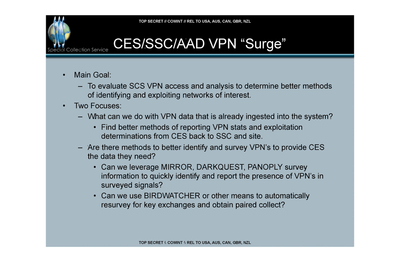 TOP SECRET // COMINT // REL TO USA, AUS, CAN, GBR, NZL
Special Collection Service
CES/SSC/AAD VPN “Surge”
• Main Goal:
– To evaluate SCS VPN access and analysis to determine better methods
of identifying and exploiting networks of interest.
• Two Focuses:
– What can we do with VPN data that is already ingested into the system?
• Find better methods of reporting VPN stats and exploitation
determinations from CES back to SSC and site.
– Are there methods to better identify and survey VPN’s to provide CES
the data they need?
• Can we leverage MIRROR, DARKQUEST, PANOPLY survey
information to quickly identify and report the presence of VPN’s in
surveyed signals?
• Can we use BIRDWATCHER or other means to automatically
resurvey for key exchanges and obtain paired collect?
TOP SECRET \\ COMINT \\ REL TO USA, AUS, CAN, GBR, NZL